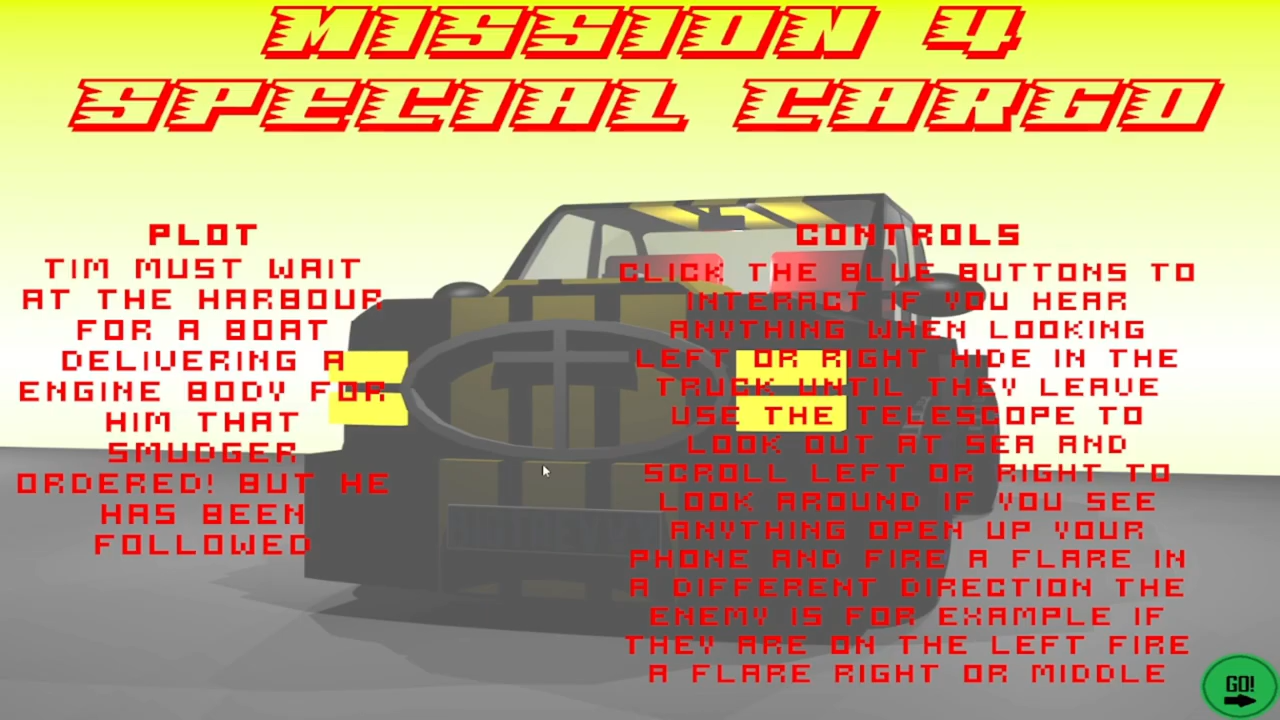 MISSION 4
SPECIAL CARGO
PLOT
TIM MUST WAIT
AT THE HARBOUR
FOR A BOAT
DELIVERING A
ENGINE BODY FOR
HIM THAT
SMUDGER
ORDERED! BUT HE
HAS BEEN
FOLLOWED
CONTROLS
CLICK THE BLUE BUTTONS TO
INTERACT IF YOU HEAR
ANYTHING WHEN LOOKING
LEFT OR RIGHT HIDE IN THE
TRUCK UNTIL THEY LEAVE
USE THE TELESCOPE TO
LOOK OUT AT SEA AND
SCROLL LEFT OR RIGHT TO
LOOK AROUND IF YOU SEE
ANYTHING OPEN UP YOUR
PHONE AND FIRE A FLARE IN
A DIFFERENT DIRECTION THE
ENEMY IS FOR EXAMPLE IF
THEY ARE ON THE LEFT FIRE
A FLARE RIGHT OR MIDDLE
GO!